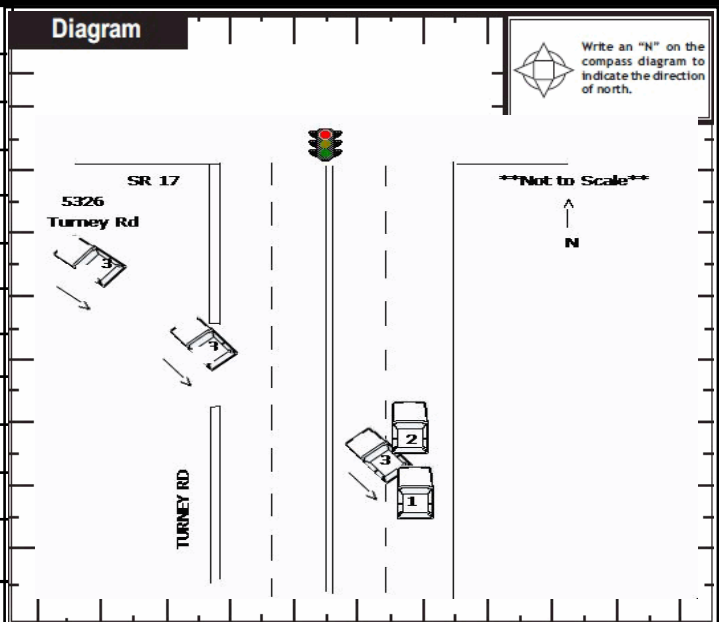 Diagram
Write an "N" on the
compass diagram to
indicate the direction
of north.
SR 17
**Not to Scale**
5326
Turney Rd
N
3
3
2
3
1
TURNEY RD